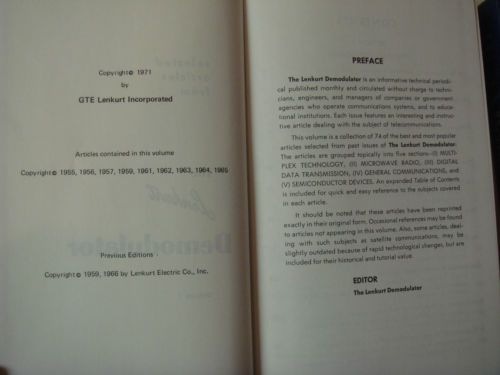 Copyright© 1971
by
GTE Lenkurt Incorporated
Articles contained in this volume
Copyright© 1955, 1956, 1957, 1959, 1961, 1962, 1963, 1964, 1965
Previous Editions
Copyright© 1959, 1966 by Lenkurt Electric Co., Inc.
selected
articles
from
Lenkurt
Demodulator
PREFACE
The Lenkurt Demodulator is an informative technical periodi-
cal published monthly and circulated without charge to techni-
cians, engineers, and managers of companies or government
agencies who operate communications systems, and to edu-
cational institutions. Each issue features an interesting and instruc-
tive article dealing with the subject of telecommunications.
This volume is a collection of 74 of the best and most popular
articles selected from past issues of The Lenkurt Demodulator.
The articles are grouped topically into five sections—(I) MULTI-
PLEX TECHNOLOGY, (II) MICROWAVE RADIO, (III) DIGITAL
DATA TRANSMISSION, (IV) GENERAL COMMUNICATIONS, and
(V) SEMICONDUCTOR DEVICES. An expanded Table of Contents
is included for quick and easy reference to the subjects covered
in each article.
It should be noted that these articles have been reprinted
exactly in their original form. Occasional references may be found
to articles not appearing in this volume. Also, some articles, deal-
ing with such subjects as satellite communications, may be
slightly outdated because of rapid technological changes, but are
included for their historical and tutorial value.
EDITOR
The Lenkurt Demodulator